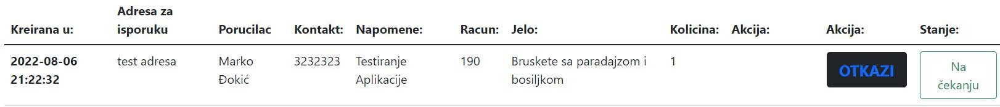 Kreirana u:
Adresa za
isporuku
Porucilac
Kontakt:
Napomene:
Racun:
Jelo:
Kolicina:
Akcija:
Akcija:
Stanje:
2022-08-06
21:22:32
test adresa
Marko
Đokić
3232323
Testiranje
Aplikacije
190
Bruskete sa paradajzom i
bosiljkom
1
OTKAZI
Na
čekanju